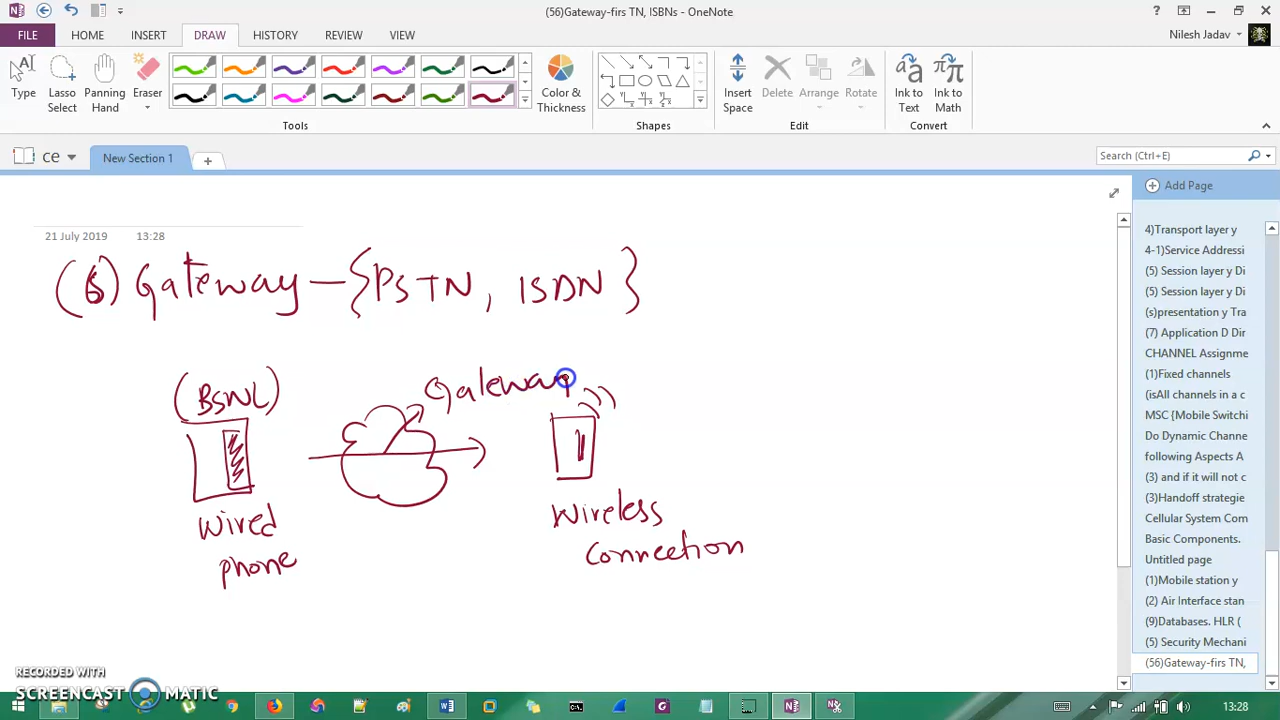 (56)Gateway-firs TN, ISBNs - OneNote
FILE HOME INSERT DRAW HISTORY REVIEW VIEW
Nilesh Jadav
Type
Lasso Select
Panning Hand
Eraser
Color & Thickness
Insert Space
Delete
Arrange
Rotate
Ink to Text
Ink to Math
Tools
Shapes
Edit
Convert
ce
New Section 1
Search (Ctrl+E)
Add Page
21 July 2019 13:28
(6) Gateway — {PSTN, ISDN}
(BSNL)
Gateway
Wired
phone
Wireless
Connection
4)Transport layer y
4-1)Service Addressi
(5) Session layer y Di
(5) Session layer y Di
(s)presentation y Tra
(7) Application D Dir
CHANNEL Assignme
(1)Fixed channels
(isAll channels in a c
MSC {Mobile Switchi
Do Dynamic Channe
following Aspects A
(3) and if it will not c
(3)Handoff strategie
Cellular System Com
Basic Components.
Untitled page
(1)Mobile station y
(2) Air Interface stan
(9)Databases. HLR (
(5) Security Mechani
(56)Gateway-firs TN,
RECORDED WITH
SCREENCAST MATIC
13:28